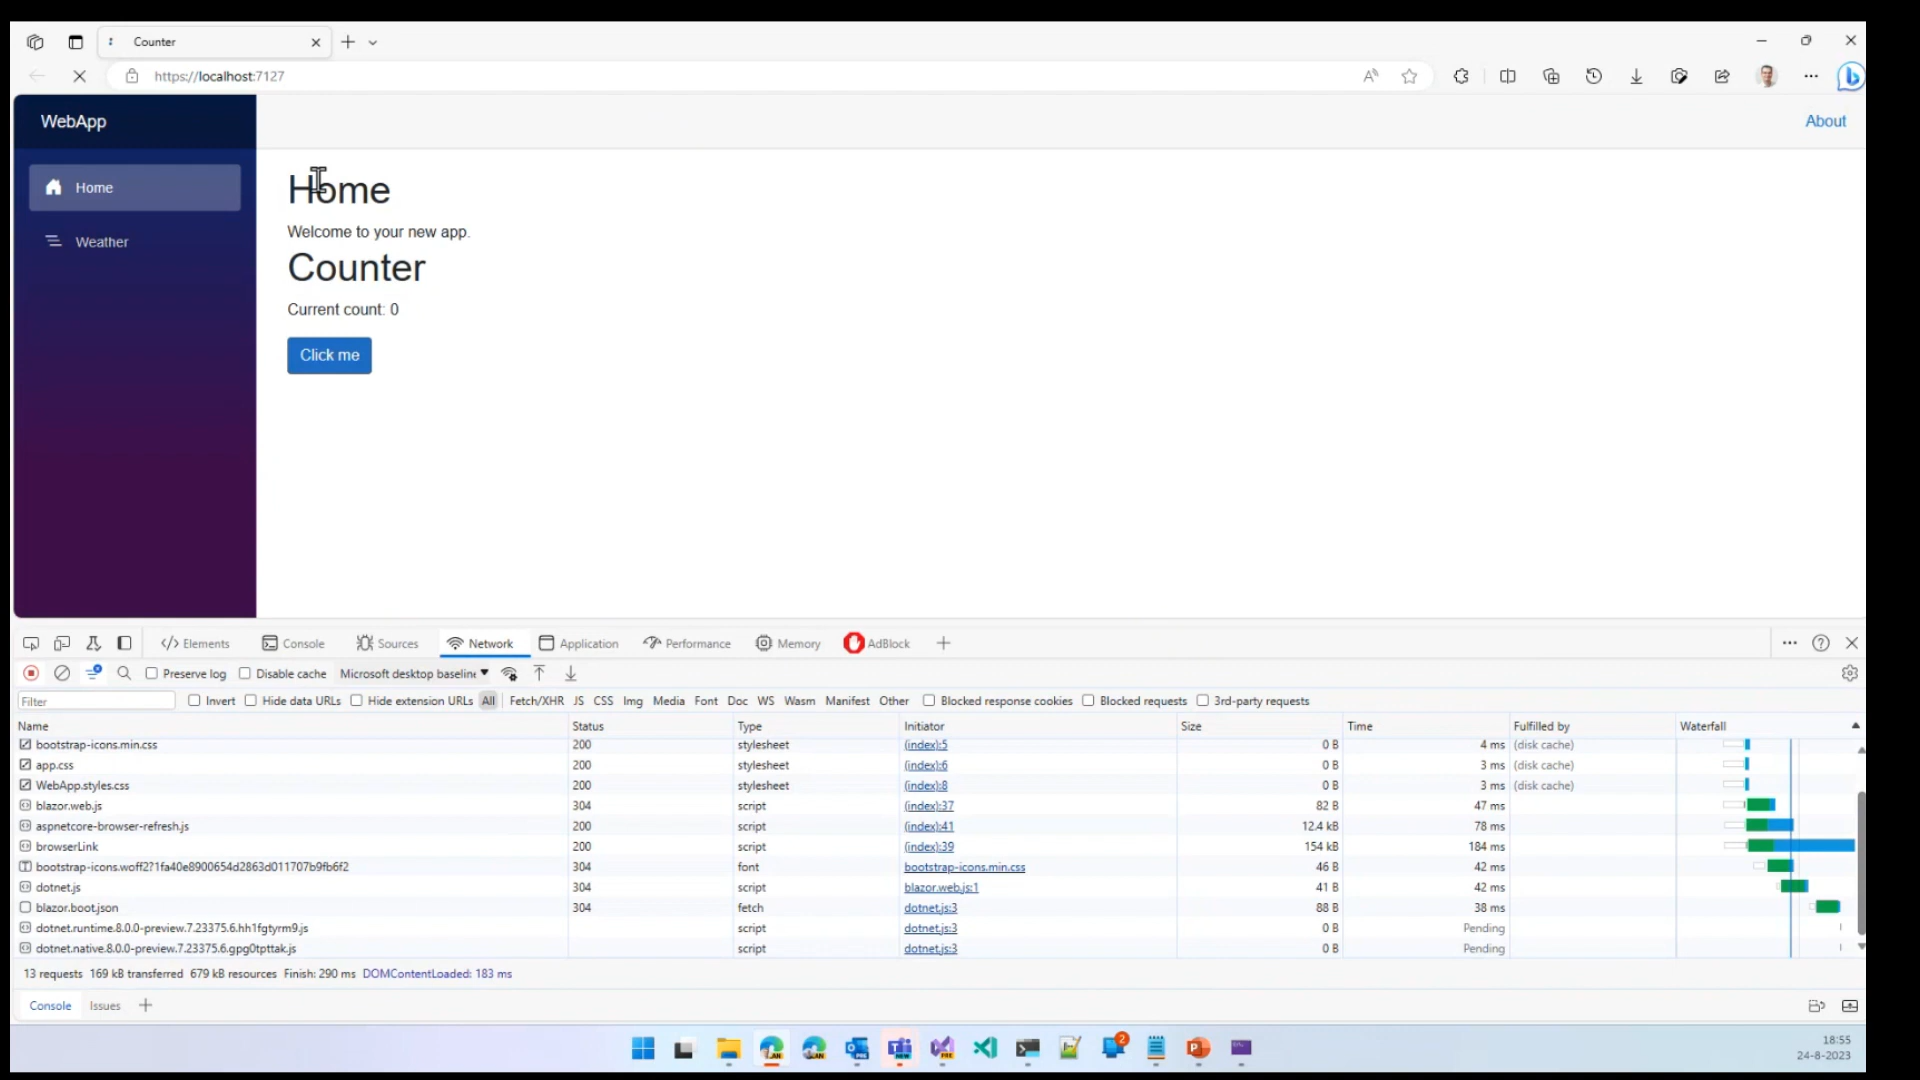 Counter
https://localhost:7127
WebApp
About
Home
Weather
Home
Welcome to your new app.
Counter
Current count: 0
Click me
Elements Console Sources Network Application Performance Memory AdBlock
Preserve log Disable cache Microsoft desktop baseline
Filter Invert Hide data URLs Hide extension URLs All Fetch/XHR JS CSS Img Media Font Doc WS Wasm Manifest Other Blocked response cookies Blocked requests 3rd-party requests
Name Status Type Initiator Size Time Fulfilled by Waterfall
bootstrap-icons.min.css 200 stylesheet (index):5 0 B 4 ms (disk cache)
app.css 200 stylesheet (index):6 0 B 3 ms (disk cache)
WebApp.styles.css 200 stylesheet (index):8 0 B 3 ms (disk cache)
blazor.web.js 304 script (index):37 82 B 47 ms
aspnetcore-browser-refresh.js 200 script (index):41 12.4 kB 78 ms
browserLink 200 script (index):39 154 kB 184 ms
bootstrap-icons.woff2?1fa40e8900654d2863d011707b9fb6f2 304 font bootstrap-icons.min.css 46 B 42 ms
dotnet.js 304 script blazor.web.js:1 41 B 42 ms
blazor.boot.json 304 fetch dotnet.js:3 88 B 38 ms
dotnet.runtime.8.0.0-preview.7.23375.6.hh1fgtyrm9.js script dotnet.js:3 0 B Pending
dotnet.native.8.0.0-preview.7.23375.6.gpg0tpttak.js script dotnet.js:3 0 B Pending
13 requests 169 kB transferred 679 kB resources Finish: 290 ms DOMContentLoaded: 183 ms
Console Issues
2
18:55
24-8-2023